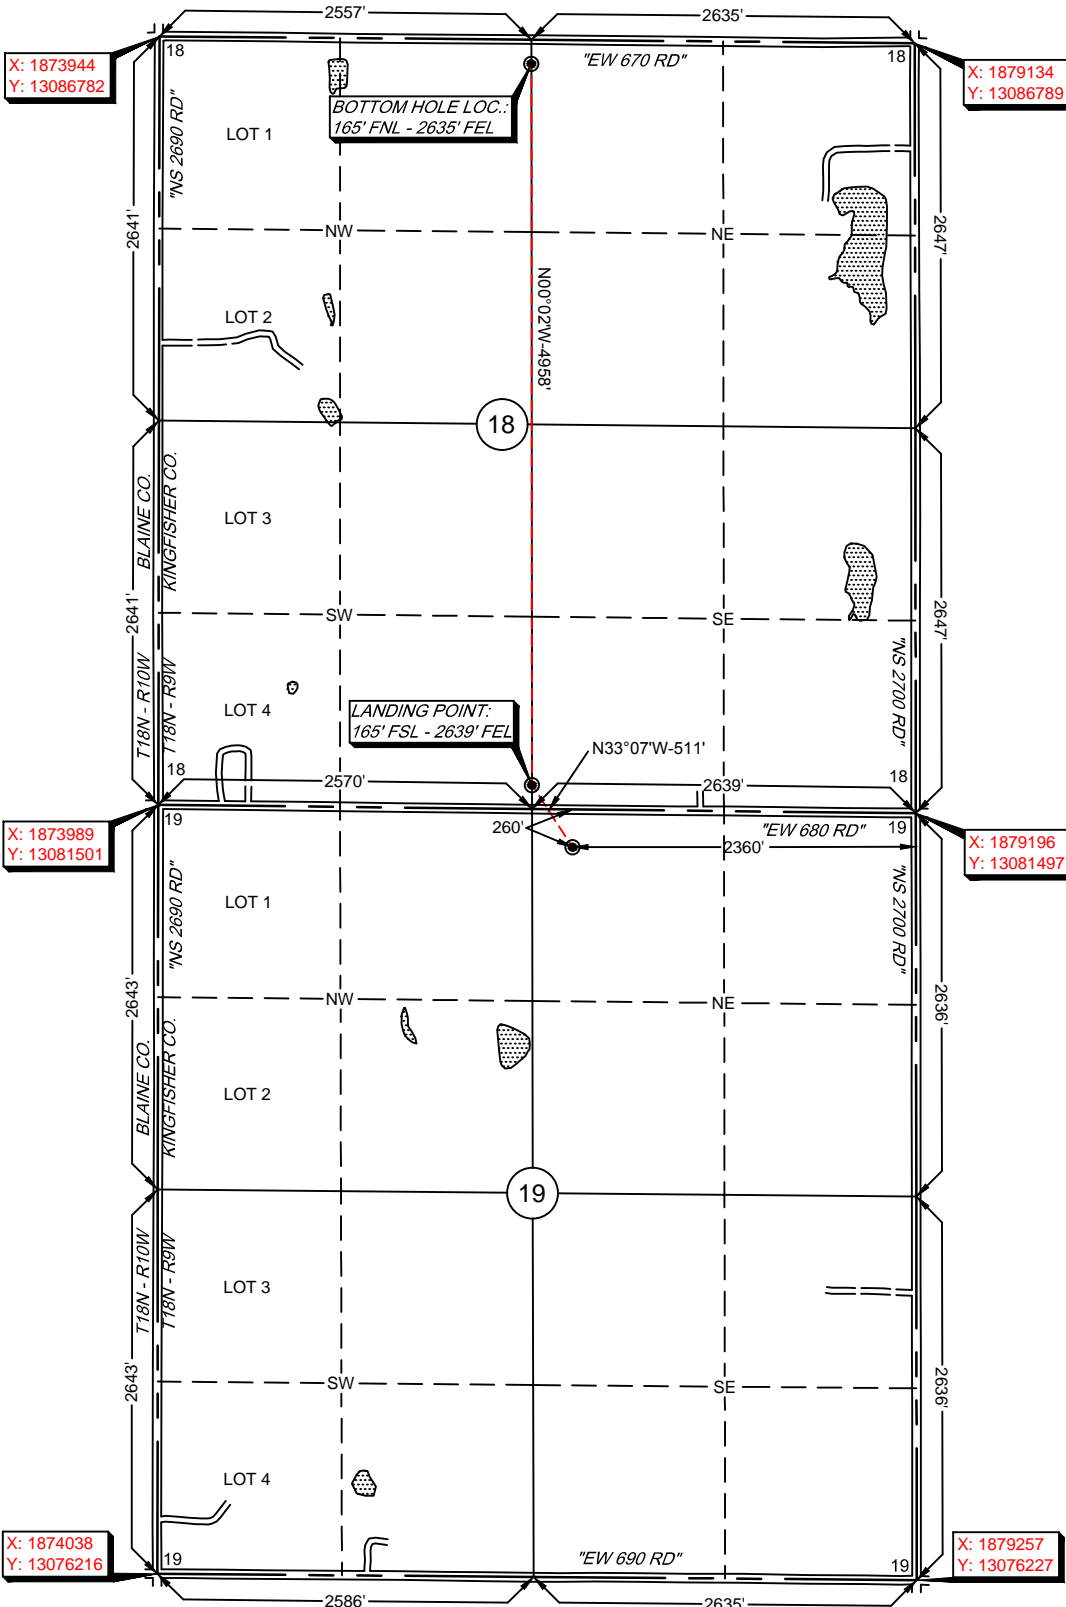 2557'
2635'
X: 1873944
Y: 13086782
18
"EW 670 RD"
18
X: 1879134
Y: 13086789
BOTTOM HOLE LOC.:
165' FNL - 2635' FEL
LOT 1
"NS 2690 RD"
2641'
NW
NE
2647'
N00°02'W-4958'
LOT 2
18
BLAINE CO.
KINGFISHER CO.
LOT 3
2641'
SW
SE
2647'
"NS 2700 RD"
T18N - R10W
T18N - R9W
LOT 4
LANDING POINT:
165' FSL - 2639' FEL
N33°07'W-511'
18
2570'
2639'
18
X: 1873989
Y: 13081501
19
260'
"EW 680 RD"
19
2360'
X: 1879196
Y: 13081497
"NS 2690 RD"
LOT 1
"NS 2700 RD"
2643'
NW
NE
2636'
BLAINE CO.
KINGFISHER CO.
LOT 2
19
T18N - R10W
T18N - R9W
LOT 3
2643'
SW
SE
2636'
LOT 4
X: 1874038
Y: 13076216
19
"EW 690 RD"
19
X: 1879257
Y: 13076227
2586'
2635'